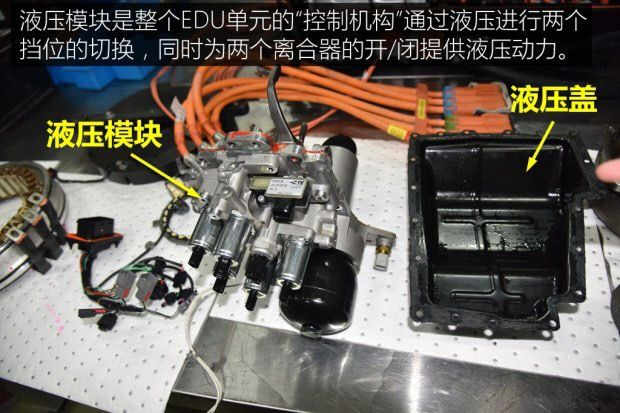 液压模块是整个EDU单元的“控制机构”通过液压进行两个
挡位的切换，同时为两个离合器的开/闭提供液压动力。
液压盖
液压模块